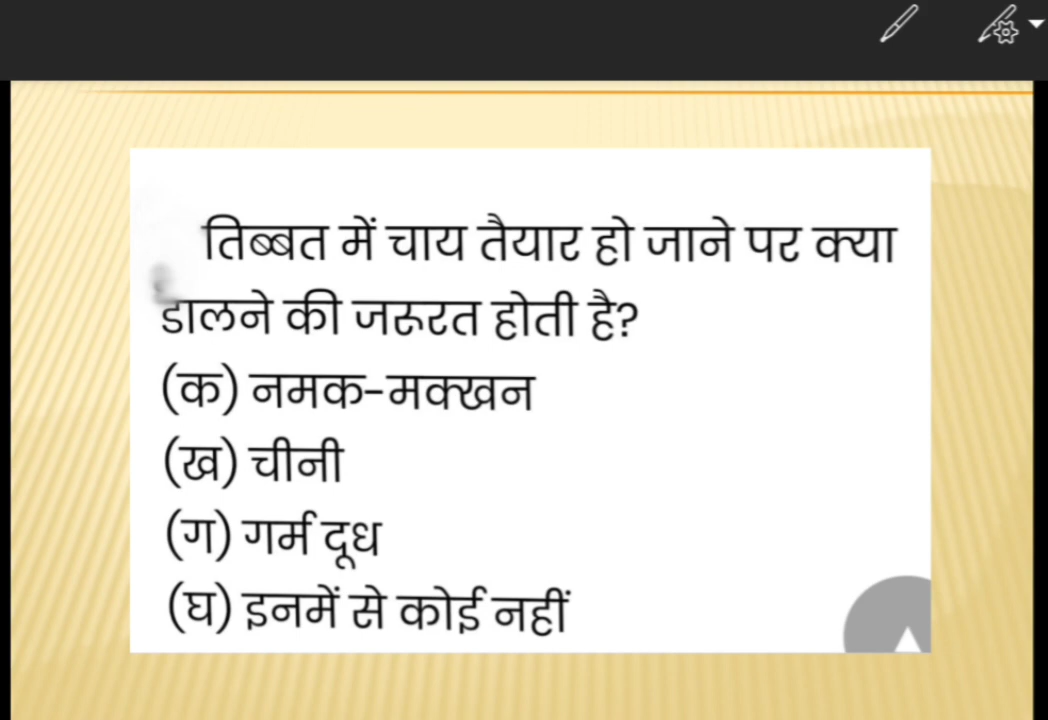 तिब्बत में चाय तैयार हो जाने पर क्या
डालने की जरूरत होती है?
(क) नमक-मक्खन
(ख) चीनी
(ग) गर्म दूध
(घ) इनमें से कोई नहीं